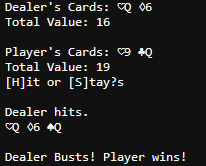 Dealer's Cards: ♡Q ◊6
Total Value: 16
Player's Cards: ♡9 ♣Q
Total Value: 19
[H]it or [S]tay?s
Dealer hits.
♡Q ◊6 ♠Q
Dealer Busts! Player wins!